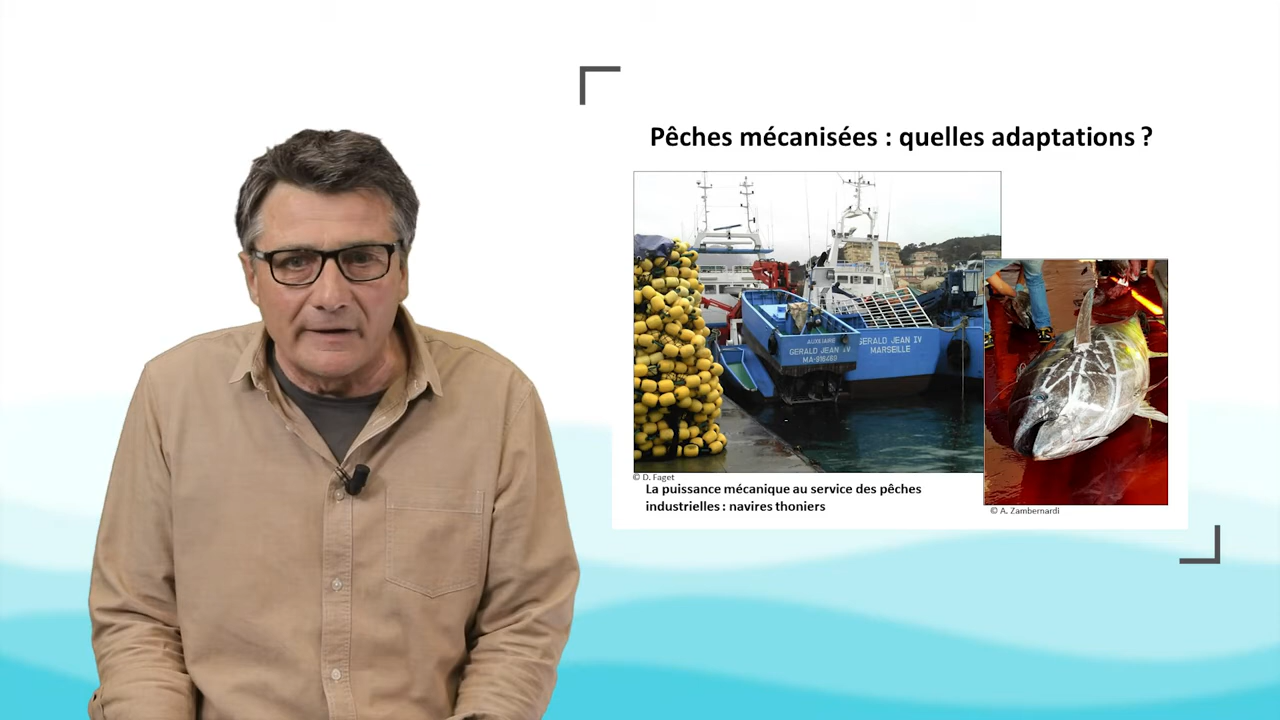 Pêches mécanisées : quelles adaptations ?
AUXILIAIRE
GERALD JEAN IV
MA-916469
GERALD JEAN IV
MARSEILLE
© D. Faget
La puissance mécanique au service des pêches
industrielles : navires thoniers
© A. Zambernardi